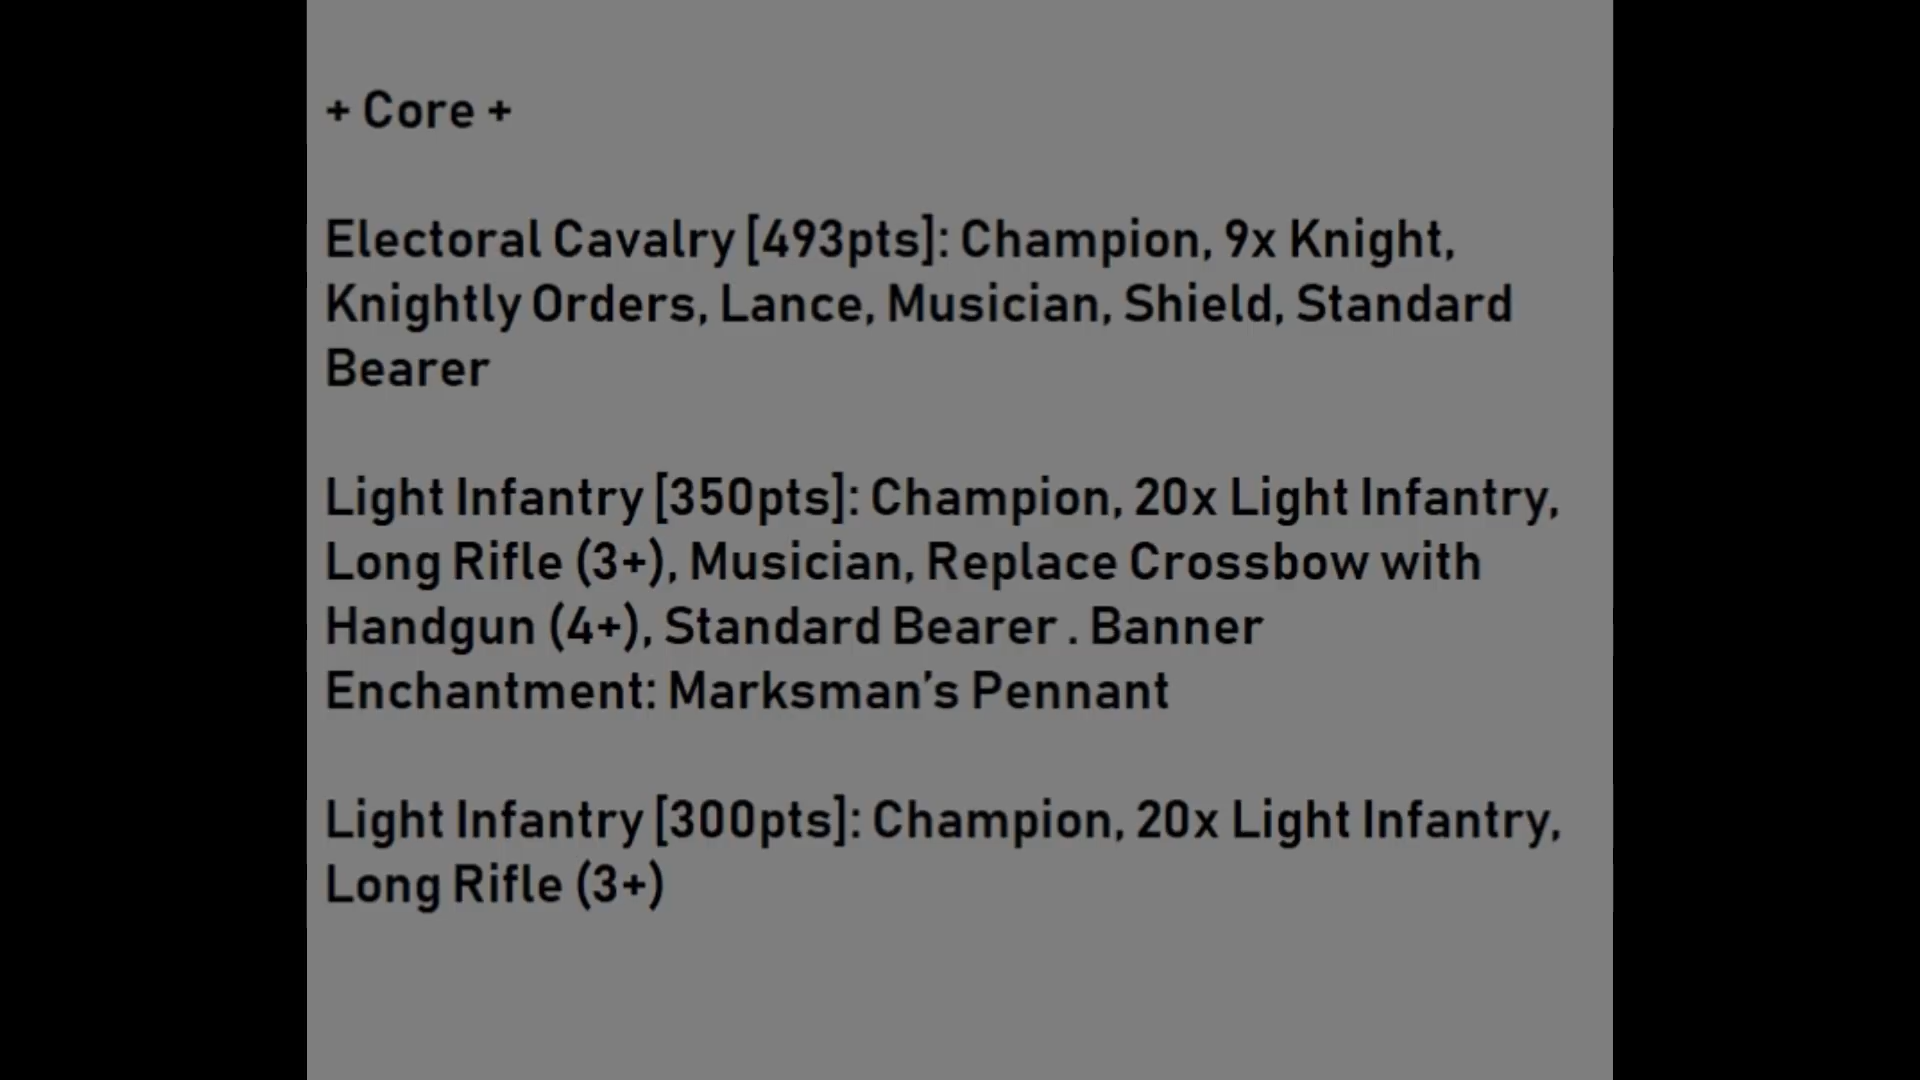 + Core +
Electoral Cavalry [493pts]: Champion, 9x Knight,
Knightly Orders, Lance, Musician, Shield, Standard
Bearer
Light Infantry [350pts]: Champion, 20x Light Infantry,
Long Rifle (3+), Musician, Replace Crossbow with
Handgun (4+), Standard Bearer . Banner
Enchantment: Marksman’s Pennant
Light Infantry [300pts]: Champion, 20x Light Infantry,
Long Rifle (3+)